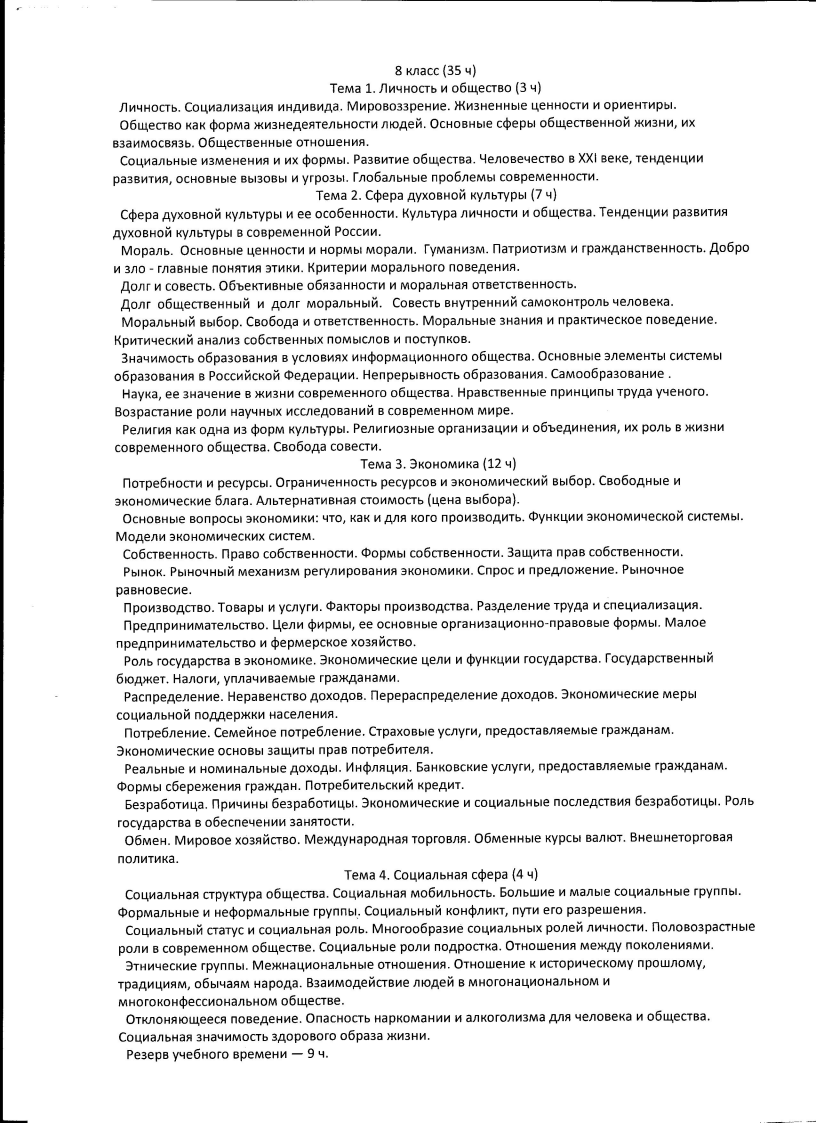 8 класс (35 ч)
Тема 1. Личность и общество (3 ч)
Личность. Социализация индивида. Мировоззрение. Жизненные ценности и ориентиры.
Общество как форма жизнедеятельности людей. Основные сферы общественной жизни, их
взаимосвязь. Общественные отношения.
Социальные изменения и их формы. Развитие общества. Человечество в XXI веке, тенденции
развития, основные вызовы и угрозы. Глобальные проблемы современности.
Тема 2. Сфера духовной культуры (7 ч)
Сфера духовной культуры и ее особенности. Культура личности и общества. Тенденции развития
духовной культуры в современной России.
Мораль. Основные ценности и нормы морали. Гуманизм. Патриотизм и гражданственность. Добро
и зло - главные понятия этики. Критерии морального поведения.
Долг и совесть. Объективные обязанности и моральная ответственность.
Долг общественный и долг моральный. Совесть внутренний самоконтроль человека.
Моральный выбор. Свобода и ответственность. Моральные знания и практическое поведение.
Критический анализ собственных помыслов и поступков.
Значимость образования в условиях информационного общества. Основные элементы системы
образования в Российской Федерации. Непрерывность образования. Самообразование .
Наука, ее значение в жизни современного общества. Нравственные принципы труда ученого.
Возрастание роли научных исследований в современном мире.
Религия как одна из форм культуры. Религиозные организации и объединения, их роль в жизни
современного общества. Свобода совести.
Тема 3. Экономика (12 ч)
Потребности и ресурсы. Ограниченность ресурсов и экономический выбор. Свободные и
экономические блага. Альтернативная стоимость (цена выбора).
Основные вопросы экономики: что, как и для кого производить. Функции экономической системы.
Модели экономических систем.
Собственность. Право собственности. Формы собственности. Защита прав собственности.
Рынок. Рыночный механизм регулирования экономики. Спрос и предложение. Рыночное
равновесие.
Производство. Товары и услуги. Факторы производства. Разделение труда и специализация.
Предпринимательство. Цели фирмы, ее основные организационно-правовые формы. Малое
предпринимательство и фермерское хозяйство.
Роль государства в экономике. Экономические цели и функции государства. Государственный
бюджет. Налоги, уплачиваемые гражданами.
Распределение. Неравенство доходов. Перераспределение доходов. Экономические меры
социальной поддержки населения.
Потребление. Семейное потребление. Страховые услуги, предоставляемые гражданам.
Экономические основы защиты прав потребителя.
Реальные и номинальные доходы. Инфляция. Банковские услуги, предоставляемые гражданам.
Формы сбережения граждан. Потребительский кредит.
Безработица. Причины безработицы. Экономические и социальные последствия безработицы. Роль
государства в обеспечении занятости.
Обмен. Мировое хозяйство. Международная торговля. Обменные курсы валют. Внешнеторговая
политика.
Тема 4. Социальная сфера (4 ч)
Социальная структура общества. Социальная мобильность. Большие и малые социальные группы.
Формальные и неформальные группы. Социальный конфликт, пути его разрешения.
Социальный статус и социальная роль. Многообразие социальных ролей личности. Половозрастные
роли в современном обществе. Социальные роли подростка. Отношения между поколениями.
Этнические группы. Межнациональные отношения. Отношение к историческому прошлому,
традициям, обычаям народа. Взаимодействие людей в многонациональном и
многоконфессиональном обществе.
Отклоняющееся поведение. Опасность наркомании и алкоголизма для человека и общества.
Социальная значимость здорового образа жизни.
Резерв учебного времени — 9 ч.